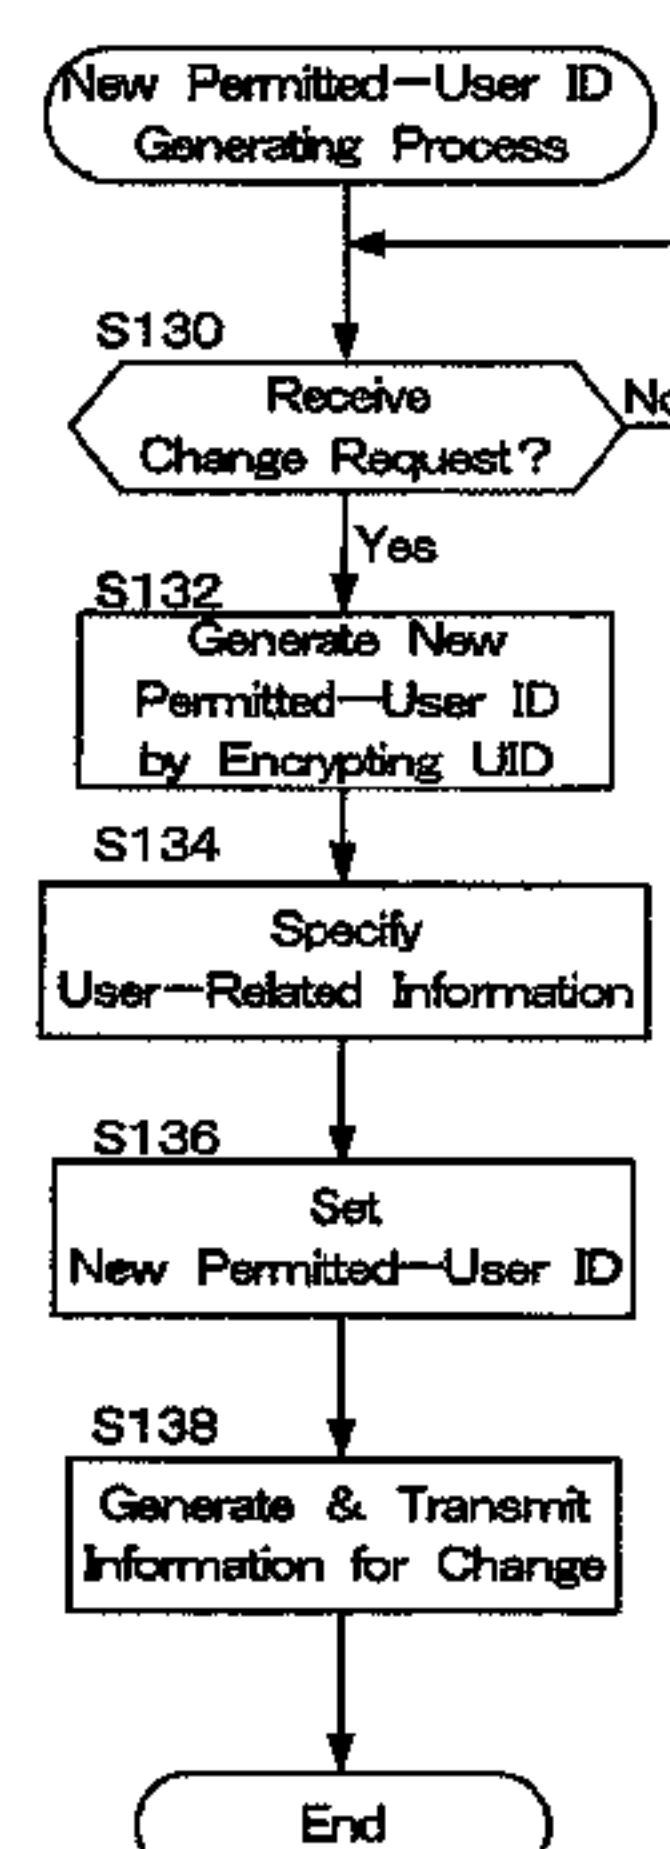 New Permitted-User ID
Generating Process
S130
Receive
Change Request?
No
Yes
S132
Generate New
Permitted-User ID
by Encrypting UID
S134
Specify
User-Related Information
S136
Set
New Permitted-User ID
S138
Generate & Transmit
Information for Change
End